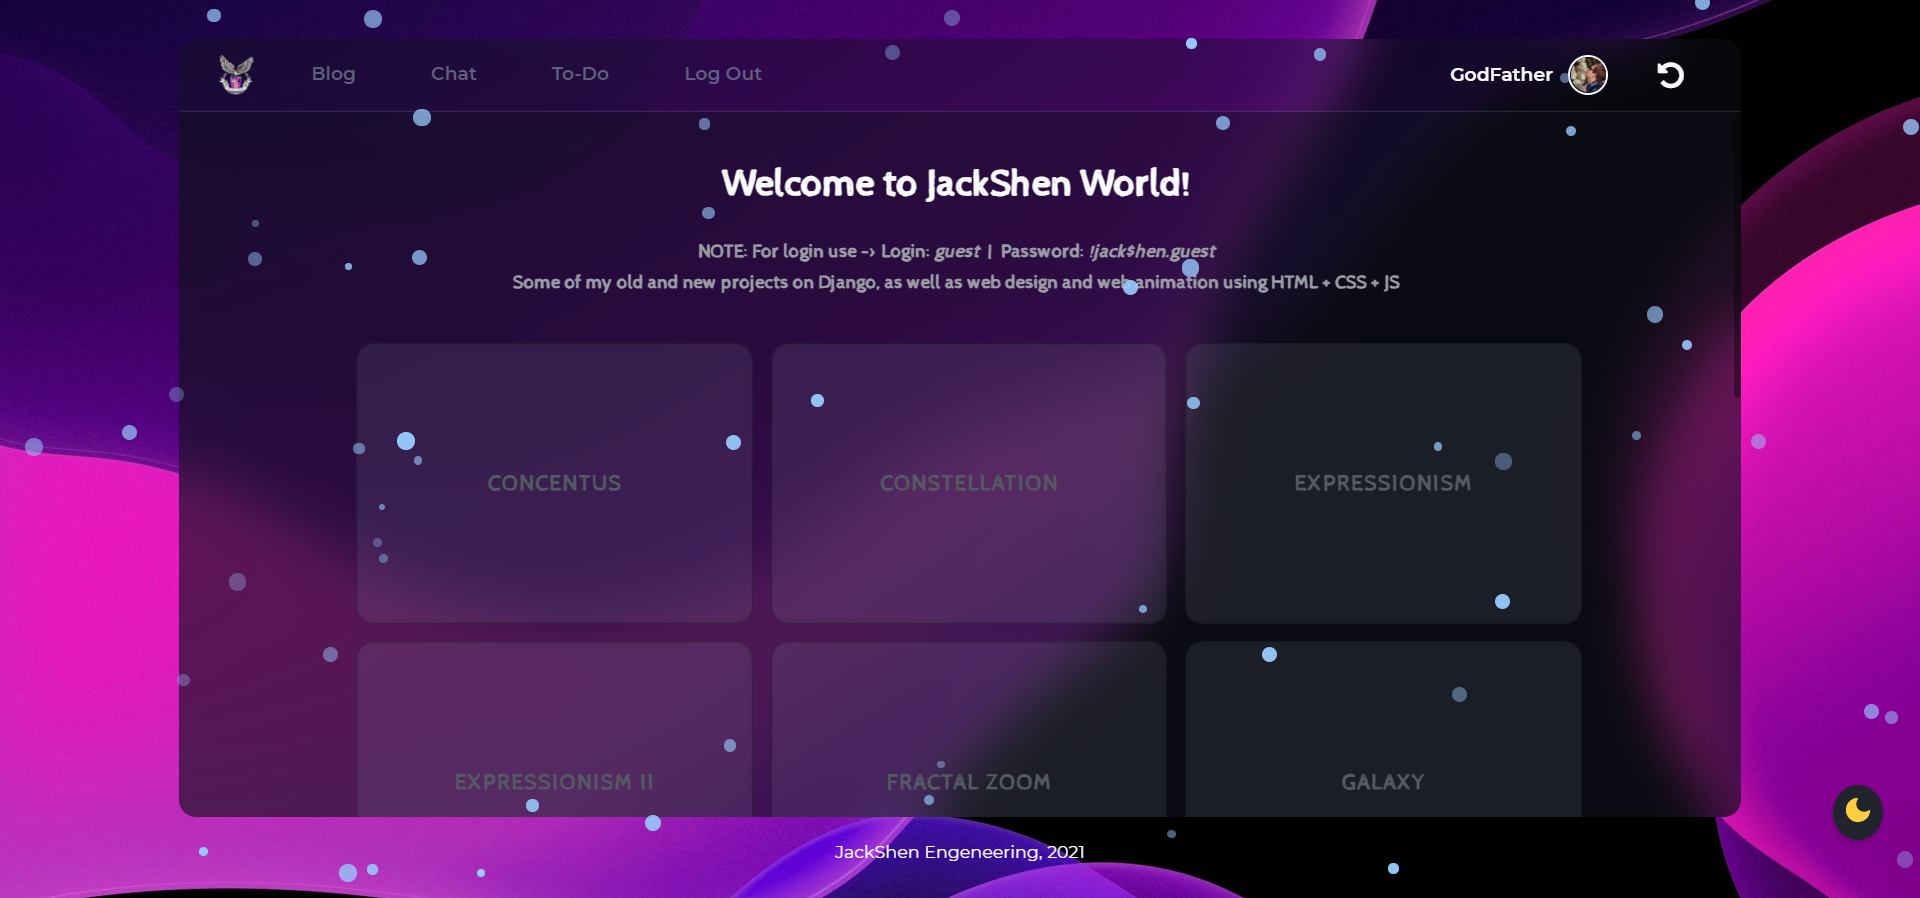 Blog
Chat
To-Do
Log Out
GodFather
Welcome to JackShen World!
NOTE: For login use -> Login: guest | Password: !jack$hen.guest
Some of my old and new projects on Django, as well as web design and web animation using HTML + CSS + JS
CONCENTUS
CONSTELLATION
EXPRESSIONISM
EXPRESSIONISM II
FRACTAL ZOOM
GALAXY
JackShen Engeneering, 2021